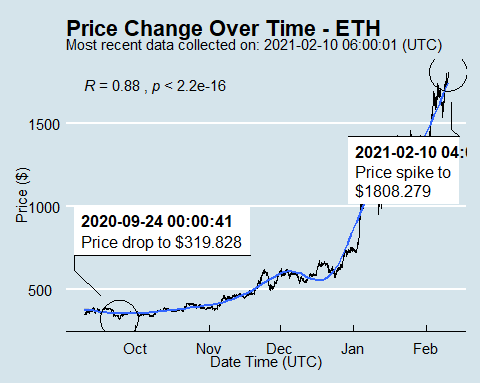 Price Change Over Time - ETH
Most recent data collected on: 2021-02-10 06:00:01 (UTC)
R = 0.88 , p < 2.2e-16
1500
1000
500
Price ($)
2021-02-10 04:
Price spike to
$1808.279
2020-09-24 00:00:41
Price drop to $319.828
Oct
Nov
Dec
Jan
Feb
Date Time (UTC)